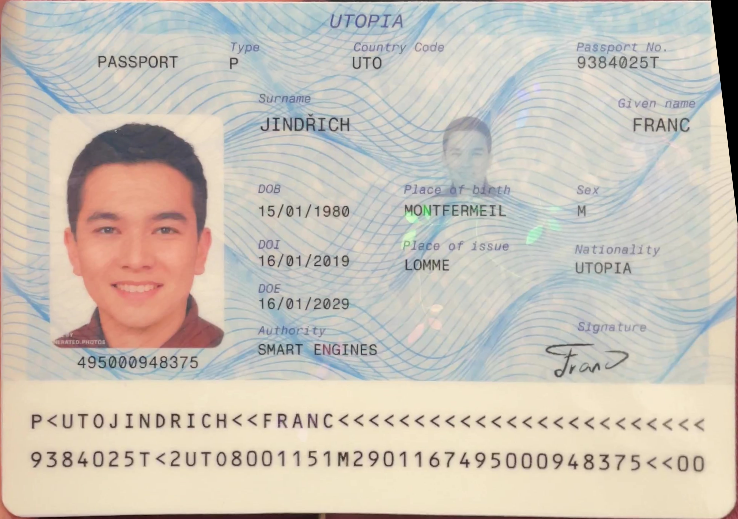 UTOPIA
PASSPORT
Type
P
Country Code
UTO
Passport No.
9384025T
Surname
JINDŘICH
Given name
FRANC
DOB
15/01/1980
Place of birth
MONTFERMEIL
Sex
M
DOI
16/01/2019
Place of issue
LOMME
Nationality
UTOPIA
DOE
16/01/2029
Authority
SMART ENGINES
Signature
Franc
495000948375
P<UTOJINDRICH<<FRANC<<<<<<<<<<<<<<<<<<<<<<<<
9384025T<2UTO8001151M2901167495000948375<<00